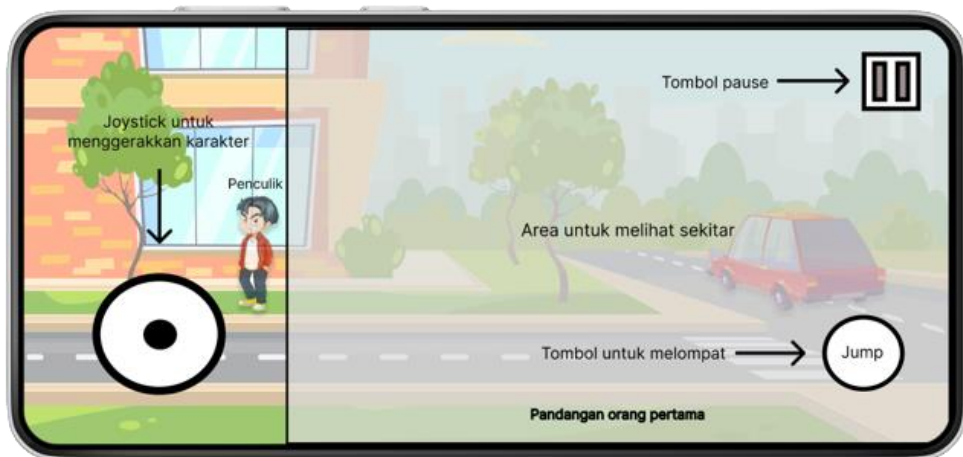 Tombol pause
Joystick untuk
menggerakkan karakter
Penculik
Area untuk melihat sekitar
Tombol untuk melompat
Jump
Pandangan orang pertama